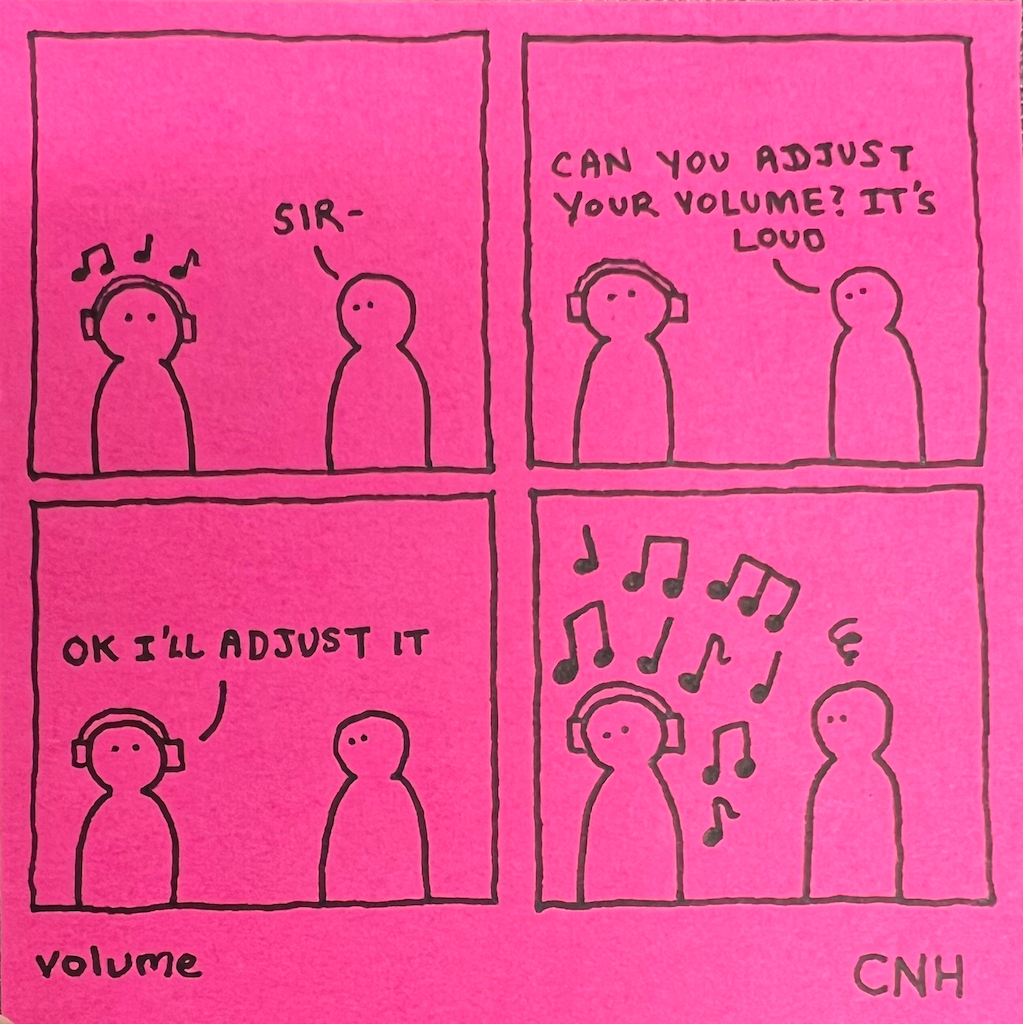 SIR-
CAN YOU ADJUST
YOUR VOLUME? IT'S
LOUD
OK I'LL ADJUST IT
volume
CNH